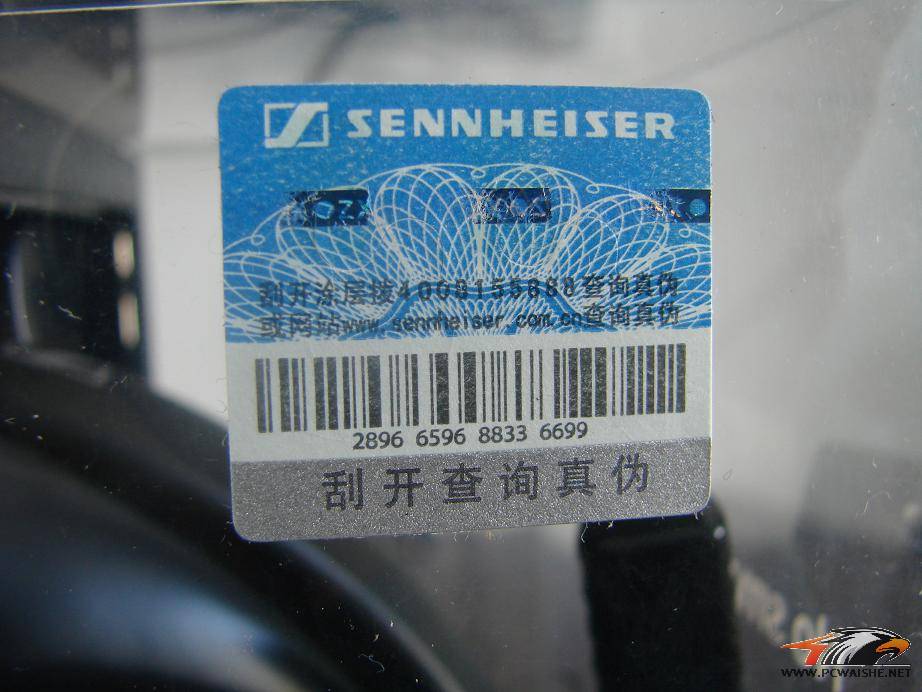 SENNHEISER
刮开涂层拨4008155888查询真伪
或网站www.sennheiser.com.cn查询真伪
2896 6596 8833 6699
刮开查询真伪
WWW.PCWAISHE.NET